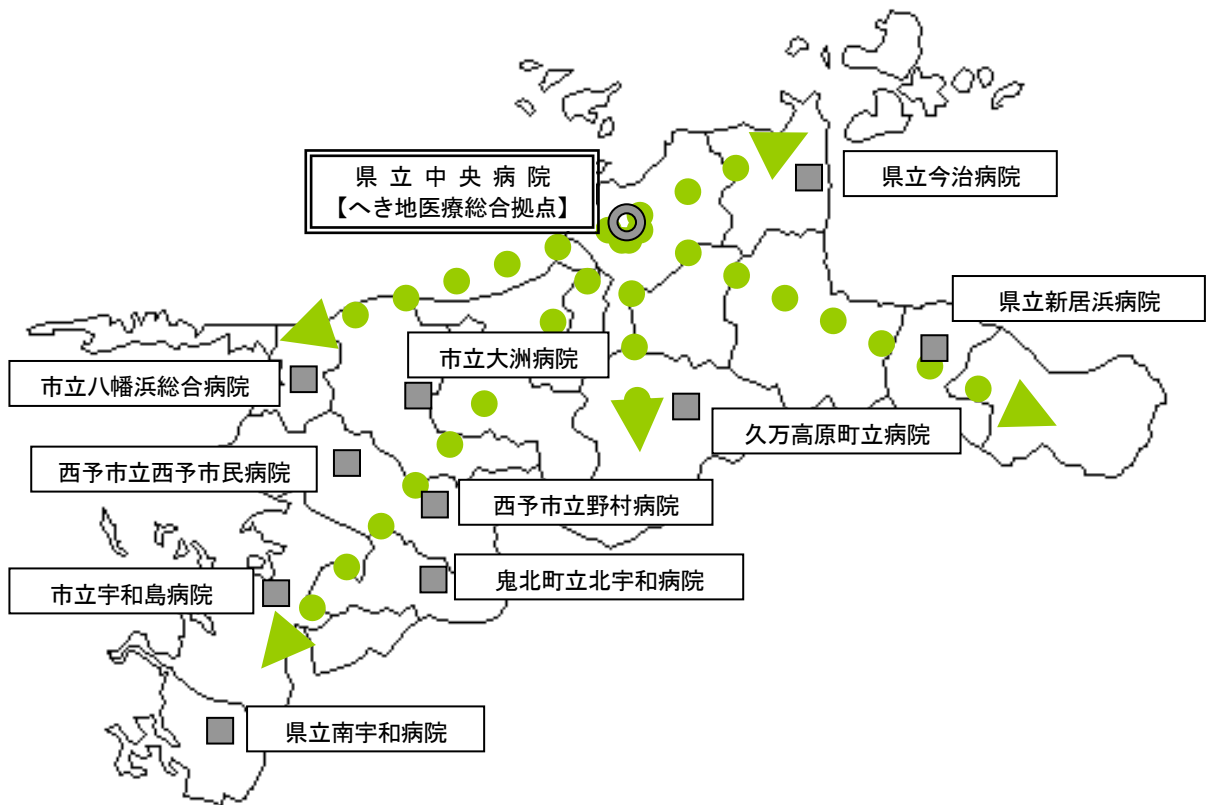 県立中央病院
【へき地医療総合拠点】
県立今治病院
県立新居浜病院
市立大洲病院
市立八幡浜総合病院
久万高原町立病院
西予市立西予市民病院
西予市立野村病院
鬼北町立北宇和病院
市立宇和島病院
県立南宇和病院